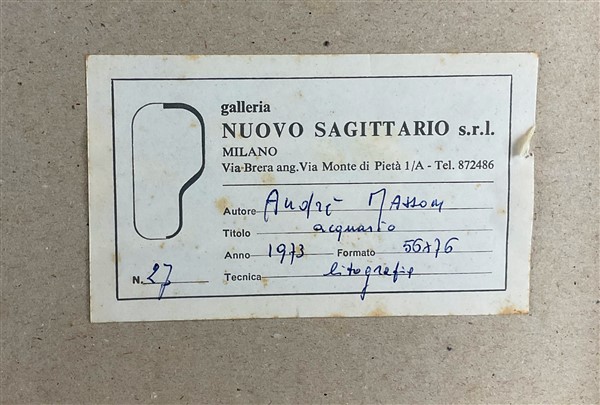 galleria
NUOVO SAGITTARIO s.r.l.
MILANO
Via Brera ang. Via Monte di Pietà 1/A - Tel. 872486
Autore André Masson
Titolo acquario
Anno 1973 Formato 56x76
N. 27 Tecnica litografia